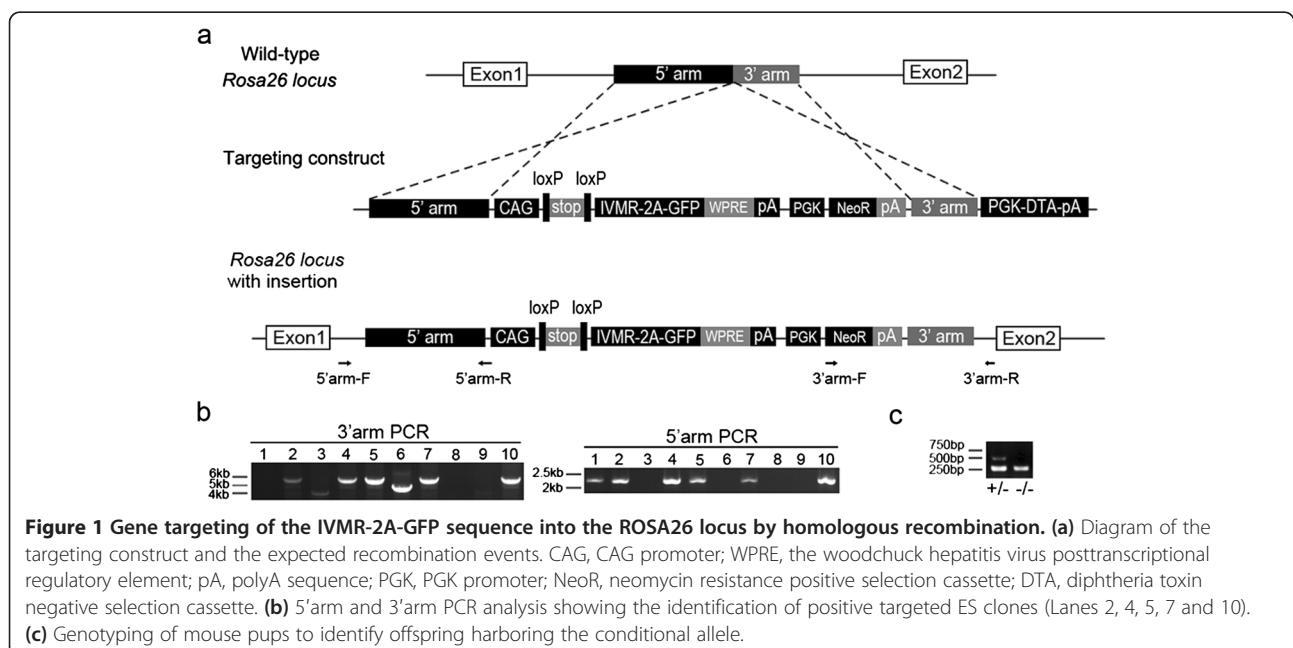 a
Wild-type
Rosa26 locus
Exon1
5' arm
3' arm
Exon2
Targeting construct
loxP loxP
5' arm
CAG
stop
IVMR-2A-GFP
WPRE
pA
PGK
NeoR
pA
3' arm
PGK-DTA-pA
Rosa26 locus
with insertion
loxP loxP
Exon1
5' arm
CAG
stop
IVMR-2A-GFP
WPRE
pA
PGK
NeoR
pA
3' arm
Exon2
5'arm-F
5'arm-R
3'arm-F
3'arm-R
b
3'arm PCR
1 2 3 4 5 6 7 8 9 10
6kb
5kb
4kb
5'arm PCR
1 2 3 4 5 6 7 8 9 10
2.5kb
2kb
c
750bp
500bp
250bp
+/- -/-
Figure 1 Gene targeting of the IVMR-2A-GFP sequence into the ROSA26 locus by homologous recombination. (a) Diagram of the
targeting construct and the expected recombination events. CAG, CAG promoter; WPRE, the woodchuck hepatitis virus posttranscriptional
regulatory element; pA, polyA sequence; PGK, PGK promoter; NeoR, neomycin resistance positive selection cassette; DTA, diphtheria toxin
negative selection cassette. (b) 5'arm and 3'arm PCR analysis showing the identification of positive targeted ES clones (Lanes 2, 4, 5, 7 and 10).
(c) Genotyping of mouse pups to identify offspring harboring the conditional allele.